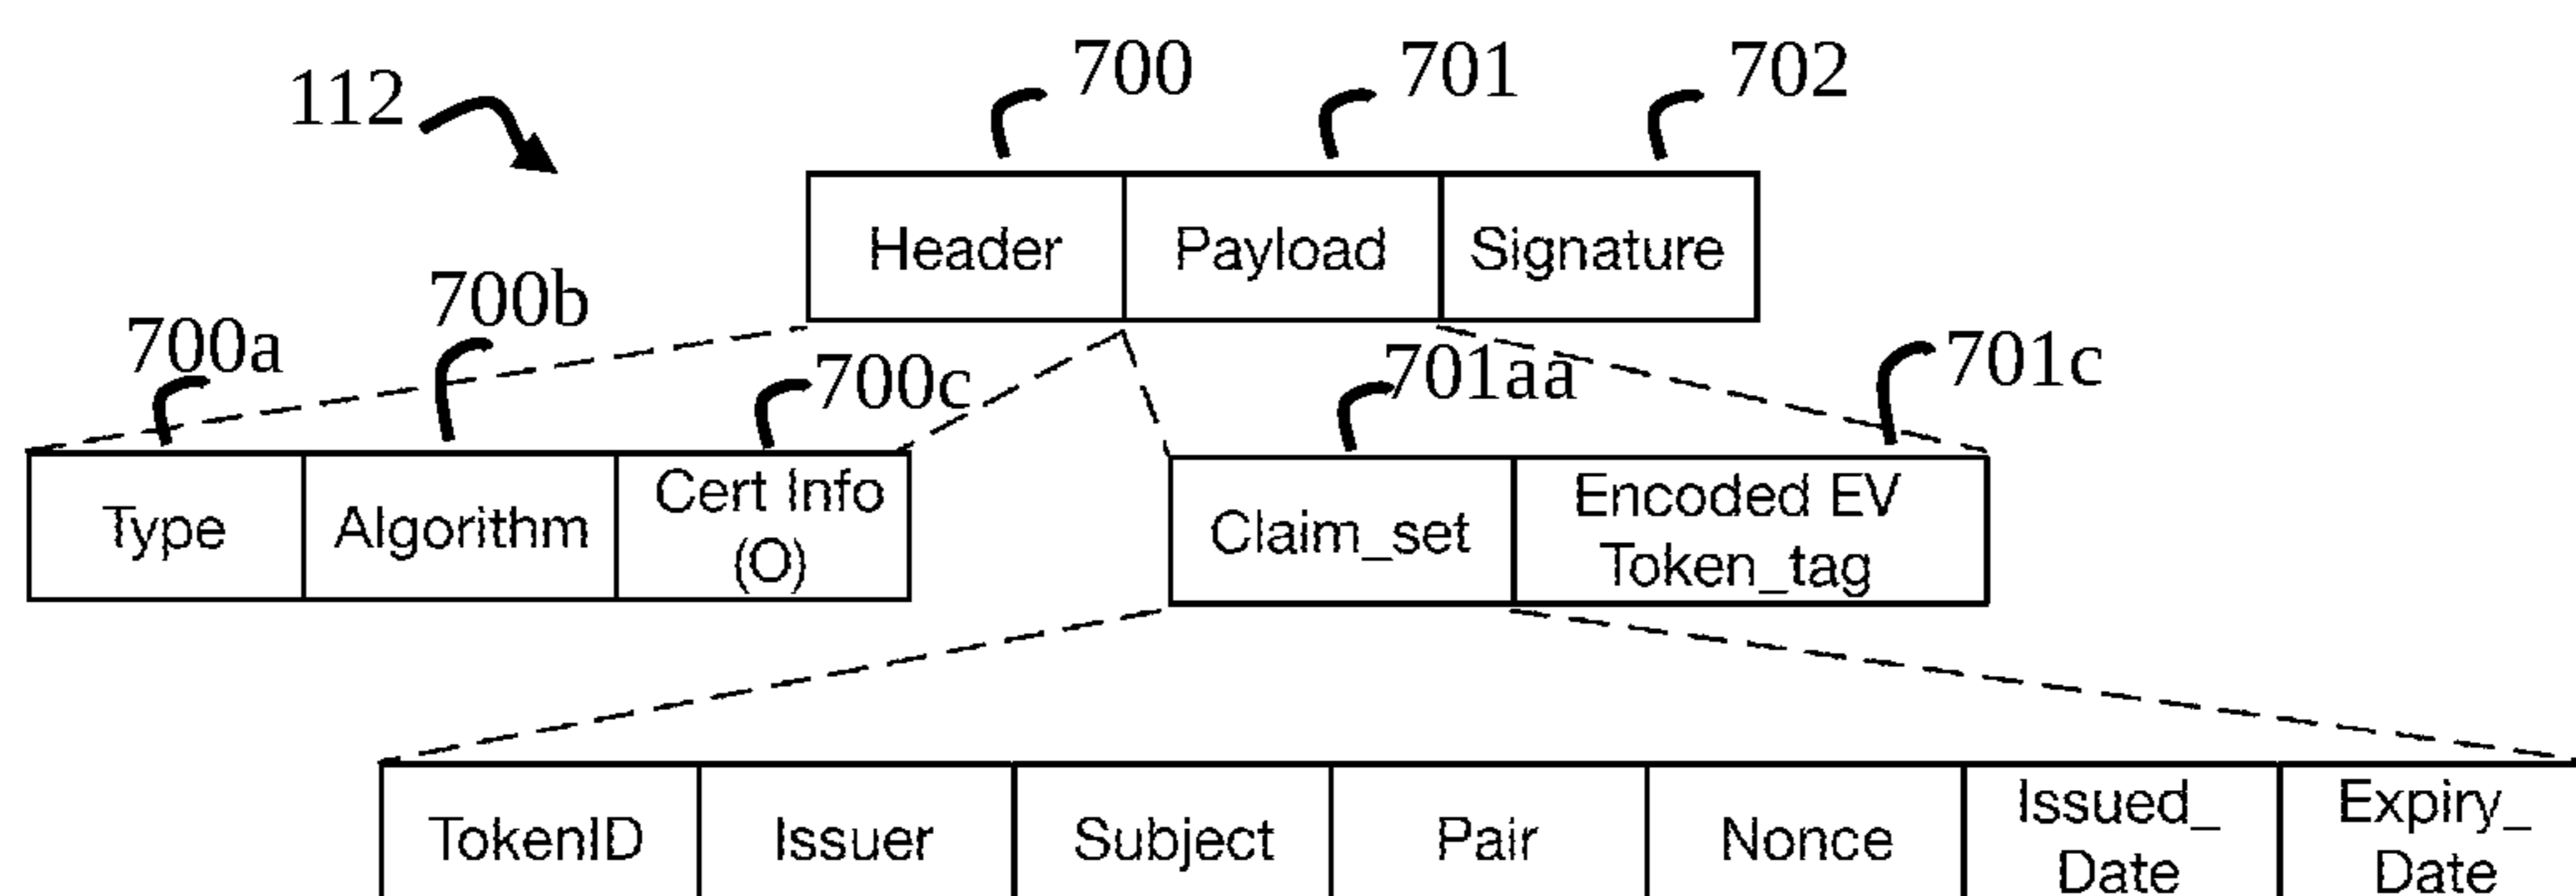 112
700 701 702
Header Payload Signature
700a 700b 700c 701aa 701c
Type Algorithm Cert Info
(O)
Claim_set Encoded EV
Token_tag
TokenID Issuer Subject Pair Nonce Issued_
Date
Expiry_
Date